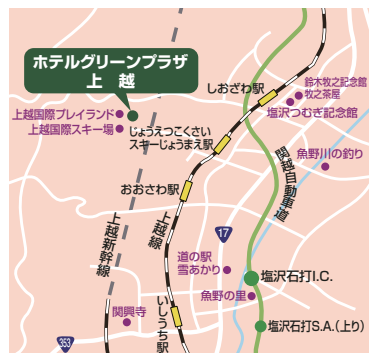 ホテルグリーンプラザ
上越
しおざわ駅
鈴木牧之記念館
牧之茶屋
塩沢つむぎ記念館
上越国際プレイランド
上越国際スキー場
じょうえつこくさい
スキーじょうまえ駅
関越自動車道
魚野川の釣り
おおさわ駅
上越新幹線
上越線
17
道の駅
雪あかり
塩沢石打I.C.
魚野の里
いしうち駅
関興寺
塩沢石打S.A.(上り)
353